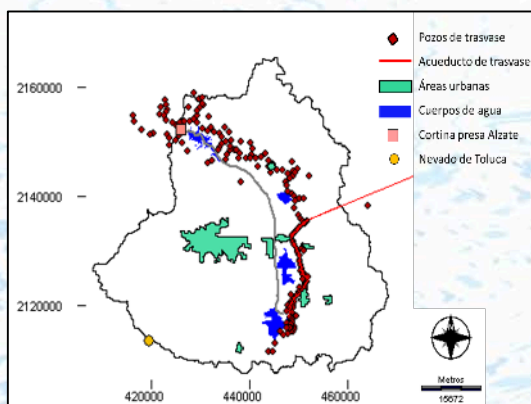 Pozos de trasvase
Acueducto de trasvase
Áreas urbanas
Cuerpos de agua
Cortina presa Alzate
Nevado de Toluca
2160000
2140000
2120000
420000 440000 460000
Metros
16672